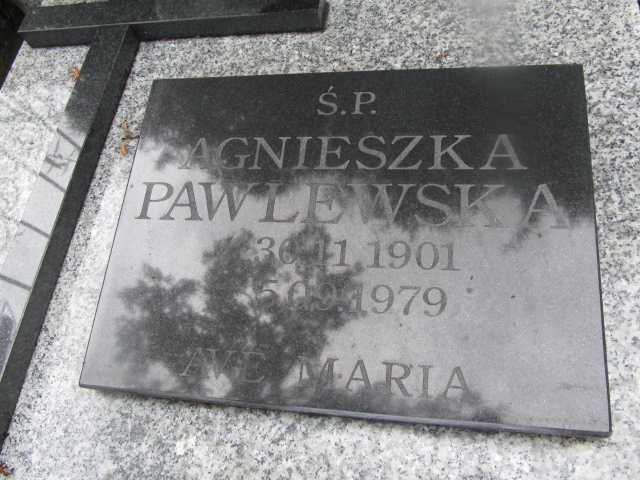 Ś.P.
AGNIESZKA
PAWLEWSKA
30.11.1901
5.09.1979
AVE MARIA